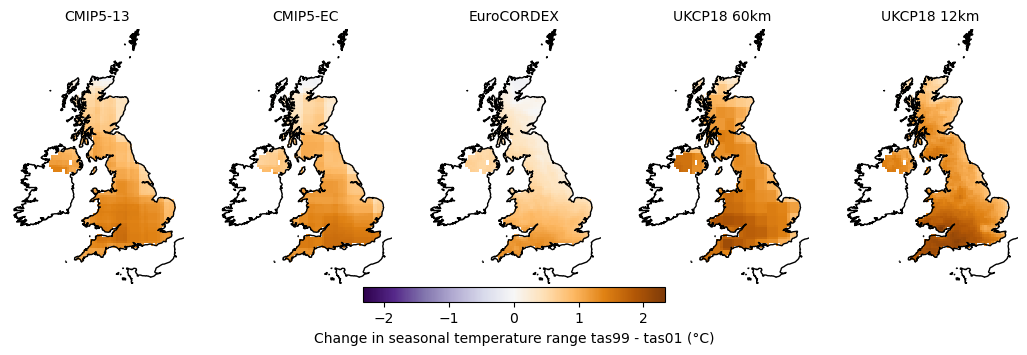 CMIP5-13
CMIP5-EC
EuroCORDEX
UKCP18 60km
UKCP18 12km
−2
−1
0
1
2
Change in seasonal temperature range tas99 - tas01 (°C)